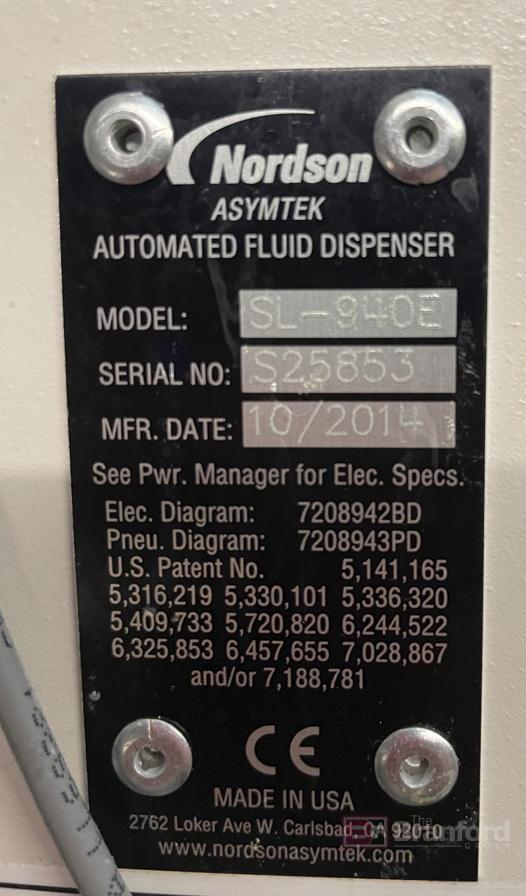 Nordson
ASYMTEK
AUTOMATED FLUID DISPENSER
MODEL: SL-940E
SERIAL NO: S25853
MFR. DATE: 10/2014
See Pwr. Manager for Elec. Specs.
Elec. Diagram: 7208942BD
Pneu. Diagram: 7208943PD
U.S. Patent No. 5,141,165
5,316,219 5,330,101 5,336,320
5,409,733 5,720,820 6,244,522
6,325,853 6,457,655 7,028,867
and/or 7,188,781
CE
MADE IN USA
2762 Loker Ave W. Carlsbad, CA 92010
www.nordsonasymtek.com
The
Branford
GROUP